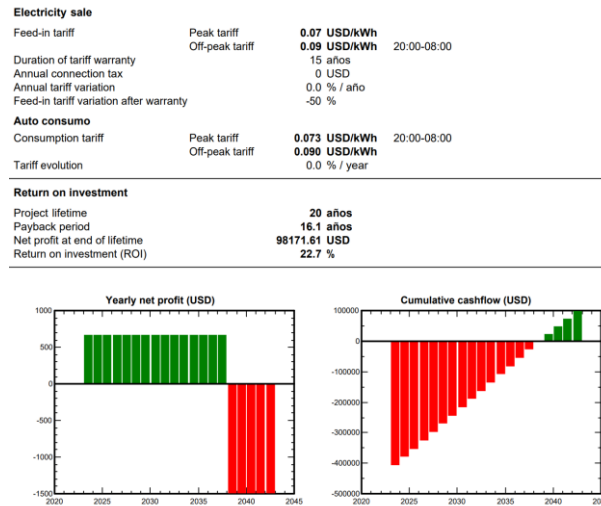 Electricity sale
Feed-in tariff Peak tariff 0.07 USD/kWh
Off-peak tariff 0.09 USD/kWh 20:00-08:00
Duration of tariff warranty 15 años
Annual connection tax 0 USD
Annual tariff variation 0.0 % / año
Feed-in tariff variation after warranty -50 %
Auto consumo
Consumption tariff Peak tariff 0.073 USD/kWh 20:00-08:00
Off-peak tariff 0.090 USD/kWh
Tariff evolution 0.0 % / year
Return on investment
Project lifetime 20 años
Payback period 16.1 años
Net profit at end of lifetime 98171.61 USD
Return on investment (ROI) 22.7 %
Yearly net profit (USD)
1000
500
0
-500
-1000
-1500
2020 2025 2030 2035 2040 2045
Cumulative cashflow (USD)
100000
0
-100000
-200000
-300000
-400000
-500000
2020 2025 2030 2035 2040 20